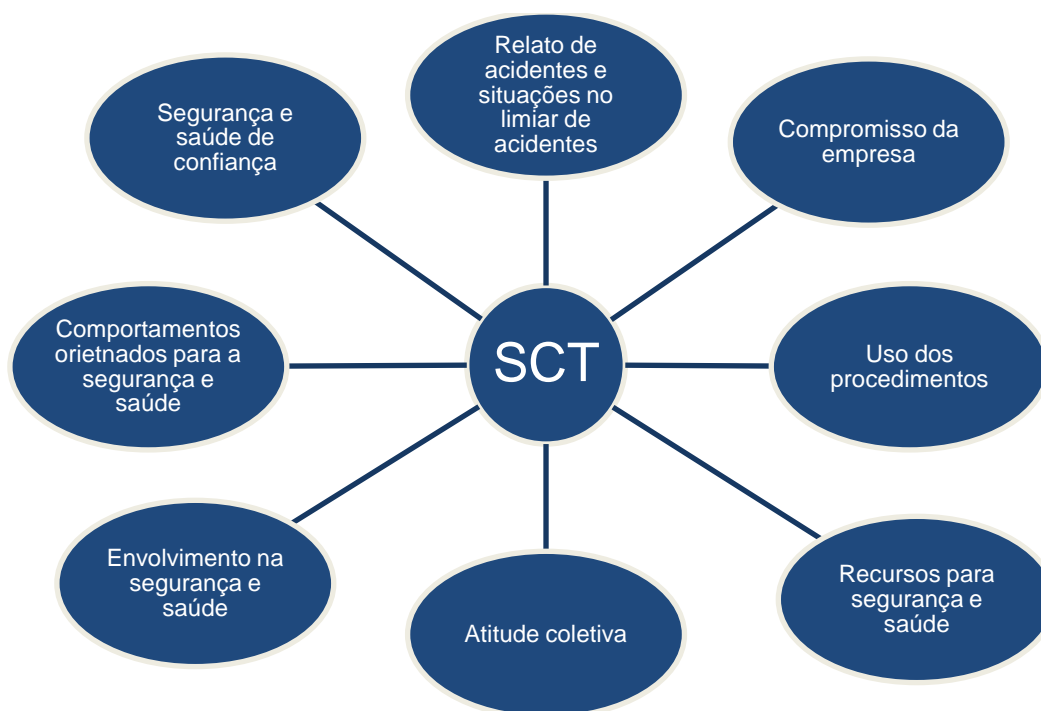 Relato de
acidentes e
situações no
limiar de
acidentes
Segurança e
saúde de
confiança
Compromisso da
empresa
Comportamentos
orietnados para a
segurança e
saúde
SCT
Uso dos
procedimentos
Envolvimento na
segurança e
saúde
Atitude coletiva
Recursos para
segurança e
saúde